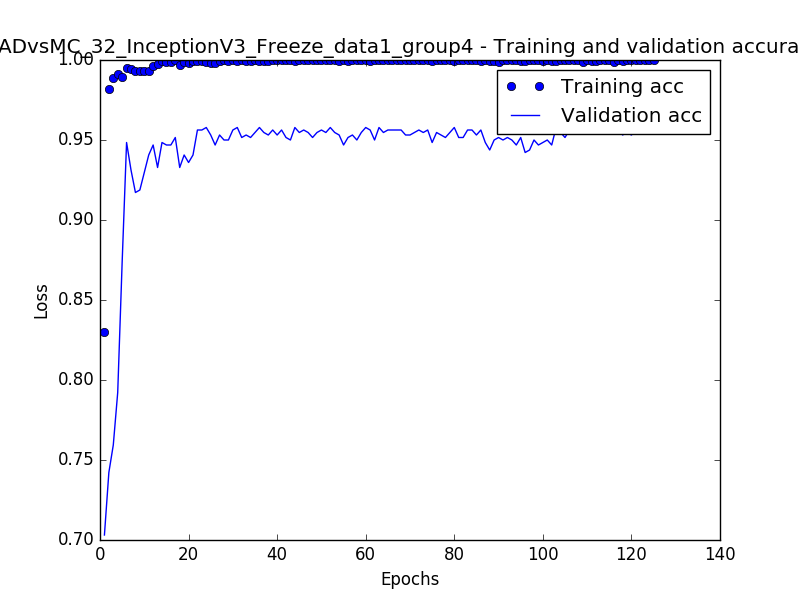 ADvsMC_32_InceptionV3_Freeze_data1_group4 - Training and validation accura
1.00
0.95
0.90
0.85
0.80
0.75
0.70
Loss
Training acc
Validation acc
0 20 40 60 80 100 120 140
Epochs